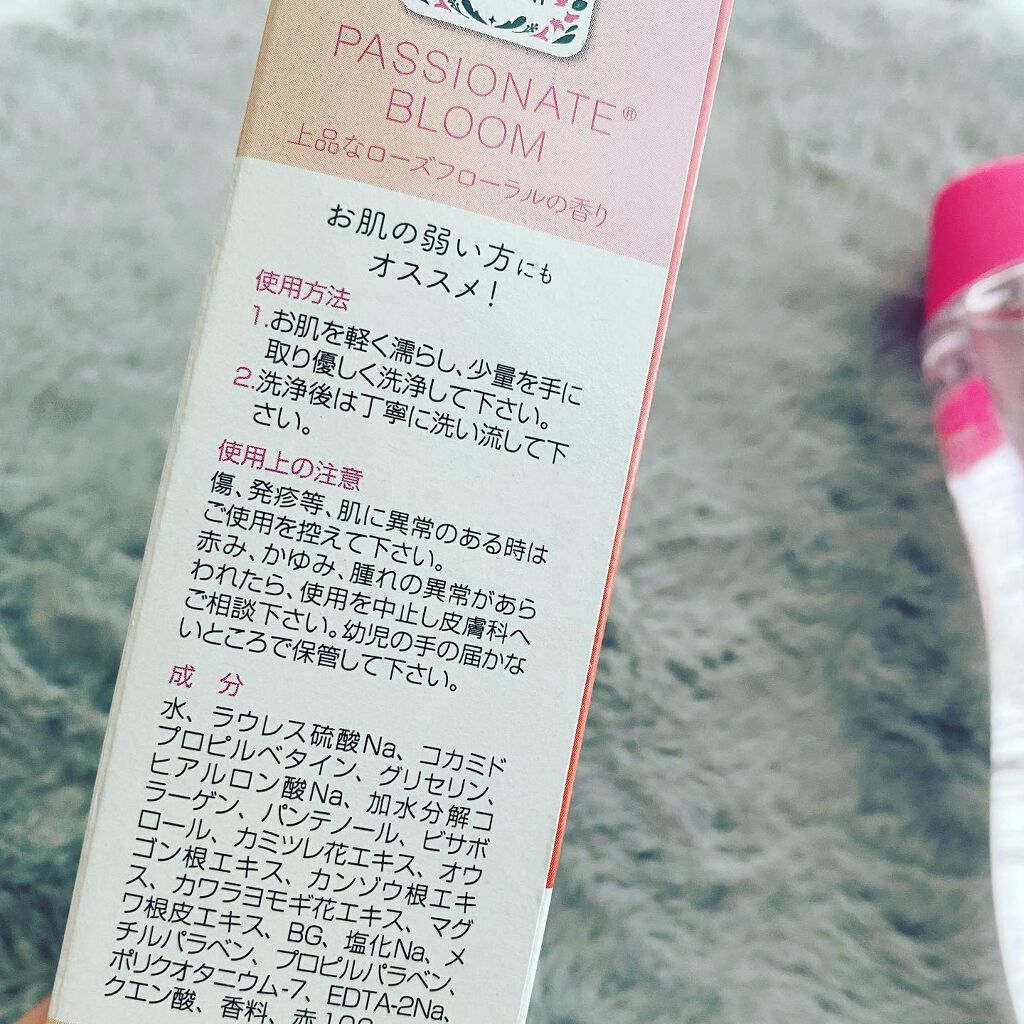 PASSIONATE®
BLOOM
上品なローズフローラルの香り
お肌の弱い方にも
オススメ!
使用方法
1.お肌を軽く濡らし、少量を手に
取り優しく洗浄して下さい。
2.洗浄後は丁寧に洗い流して下
さい。
使用上の注意
傷、発疹等、肌に異常のある時は
ご使用を控えて下さい。
赤み、かゆみ、腫れの異常があら
われたら、使用を中止し皮膚科へ
ご相談下さい。幼児の手の届かな
いところで保管して下さい。
成 分
水、ラウレス硫酸Na、コカミド
プロピルベタイン、グリセリン、
ヒアルロン酸Na、加水分解コ
ラーゲン、パンテノール、ビサボ
ロール、カミツレ花エキス、オウ
ゴン根エキス、カンゾウ根エキ
ス、カワラヨモギ花エキス、マグ
ワ根皮エキス、BG、塩化Na、メ
チルパラベン、プロピルパラベン、
ポリクオタニウム-7、EDTA-2Na、
クエン酸、香料、赤